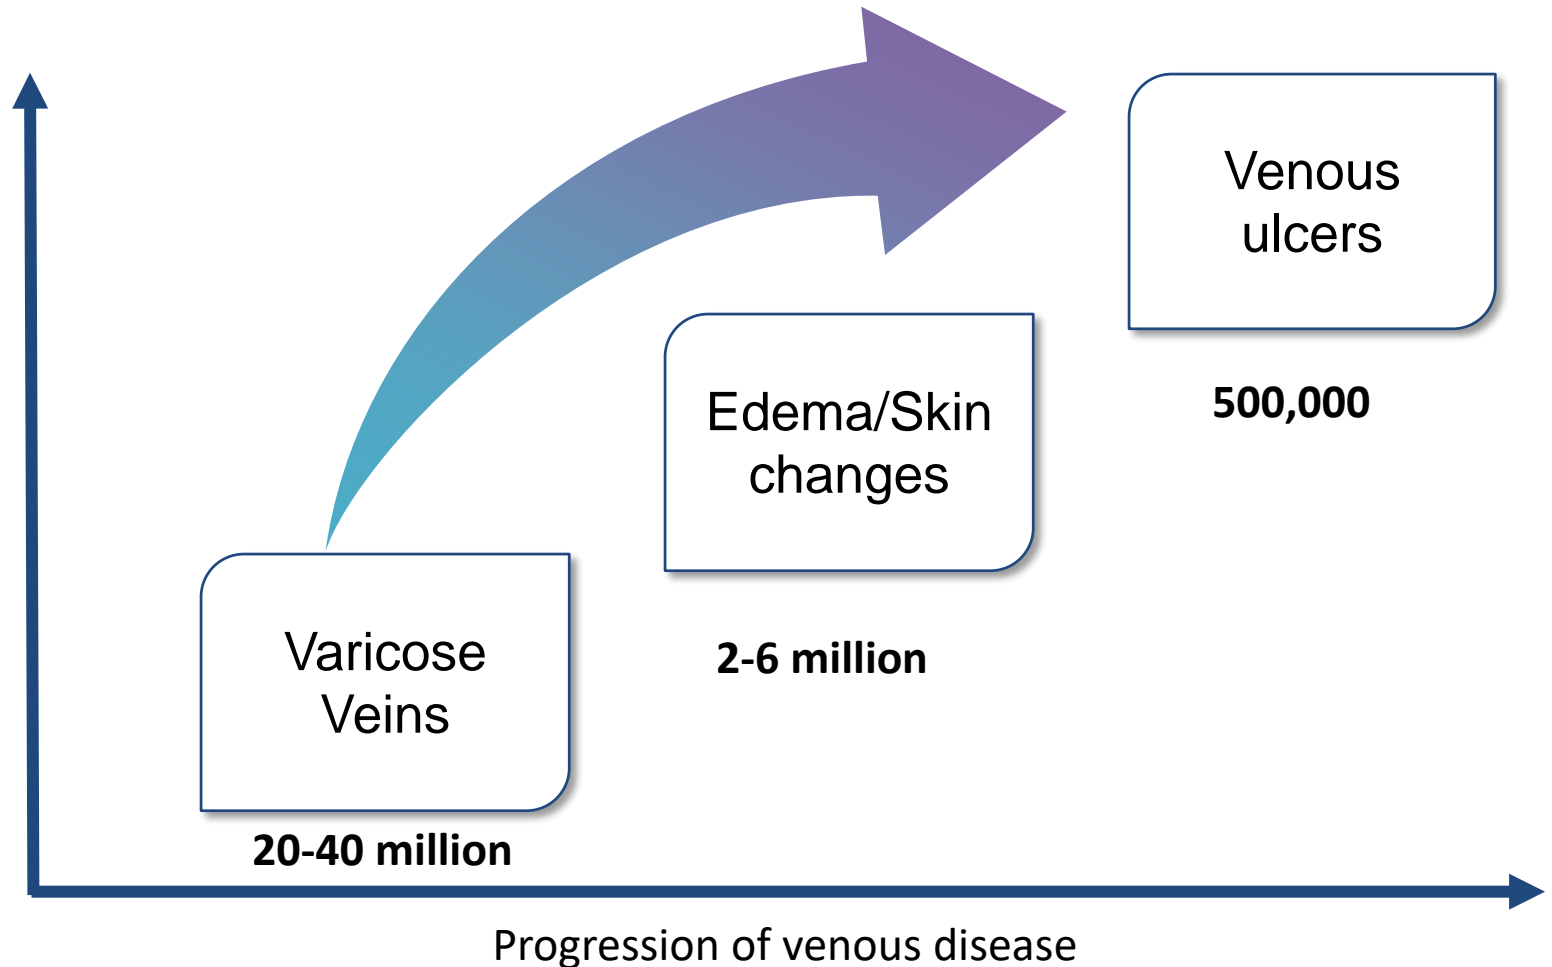 Venous
ulcers
500,000
Edema/Skin
changes
2-6 million
Varicose
Veins
20-40 million
Progression of venous disease